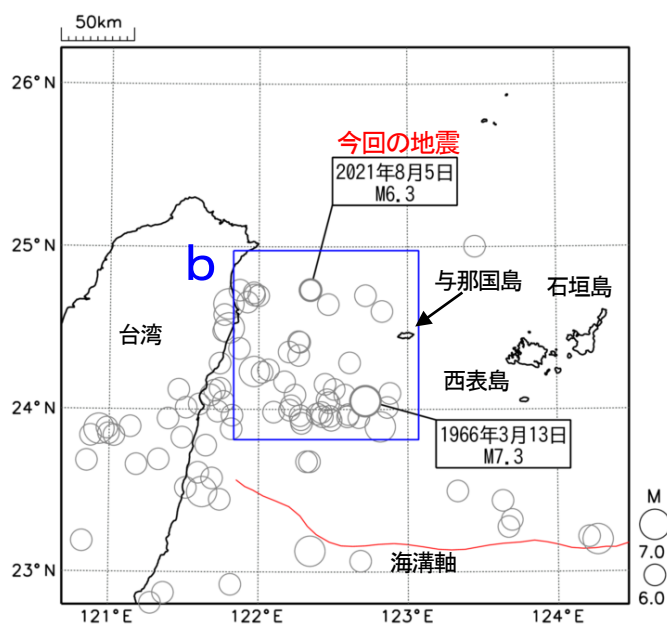 50km
26°N
今回の地震
2021年8月5日
M6.3
25°N
b
与那国島
石垣島
台湾
西表島
24°N
1966年3月13日
M7.3
M
7.0
海溝軸
6.0
23°N
121°E
122°E
123°E
124°E